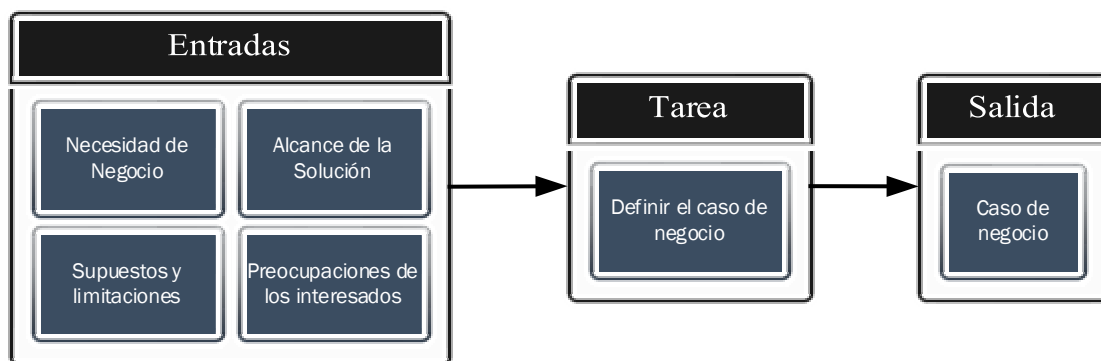 Entradas
Necesidad de
Negocio
Alcance de la
Solución
Supuestos y
limitaciones
Preocupaciones de
los interesados
Tarea
Definir el caso de
negocio
Salida
Caso de
negocio